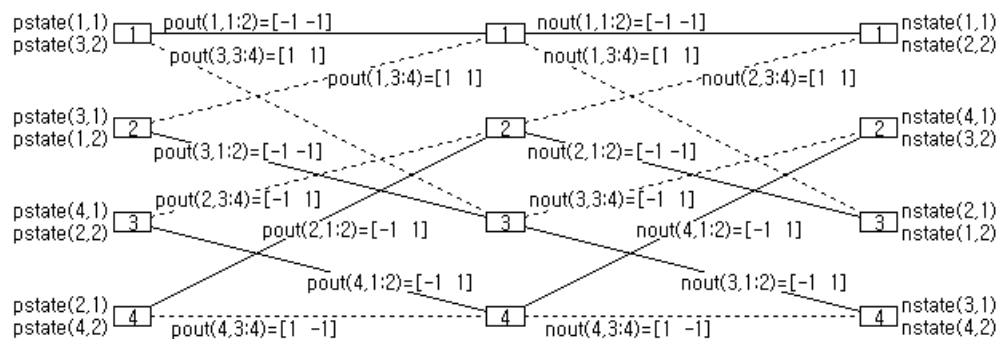 pstate(1,1) 1 pout(1,1:2)=[-1 -1] 1 nout(1,1:2)=[-1 -1] 1 nstate(1,1)
pstate(3,2) nstate(2,2)
pout(3,3:4)=[1 1] nout(1,3:4)=[1 1]
pout(1,3:4)=[1 1] nout(2,3:4)=[1 1]
pstate(3,1) 2 2 2 nstate(4,1)
pstate(1,2) nstate(3,2)
pout(3,1:2)=[-1 -1] nout(2,1:2)=[-1 -1]
pout(2,3:4)=[-1 1] nout(3,3:4)=[-1 1]
pstate(4,1) 3 3 3 nstate(2,1)
pstate(2,2) nstate(1,2)
pout(2,1:2)=[-1 1] nout(4,1:2)=[-1 1]
pout(4,1:2)=[-1 1] nout(3,1:2)=[-1 1]
pstate(2,1) 4 4 4 nstate(3,1)
pstate(4,2) nstate(4,2)
pout(4,3:4)=[1 -1] nout(4,3:4)=[1 -1]